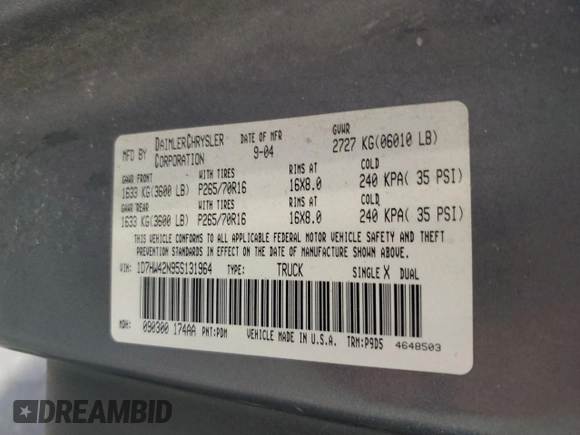 MFD BY DAIMLERCHRYSLER CORPORATION DATE OF MFR 9-04 GVWR 2727 KG(06010 LB)
GAWR FRONT WITH TIRES RIMS AT COLD
1633 KG(3600 LB) P265/70R16 16X8.0 240 KPA( 35 PSI)
GAWR REAR WITH TIRES RIMS AT COLD
1633 KG(3600 LB) P265/70R16 16X8.0 240 KPA( 35 PSI)
THIS VEHICLE CONFORMS TO ALL APPLICABLE FEDERAL MOTOR VEHICLE SAFETY AND THEFT
PREVENTION STANDARDS IN EFFECT ON THE DATE OF MANUFACTURE SHOWN ABOVE.
VIN: 1D7HW42N95S131964 TYPE: TRUCK SINGLE X DUAL
MDH: 090300 174AA PNT:PDM VEHICLE MADE IN U.S.A. TRM:P9D5 4648503
DREAMBID